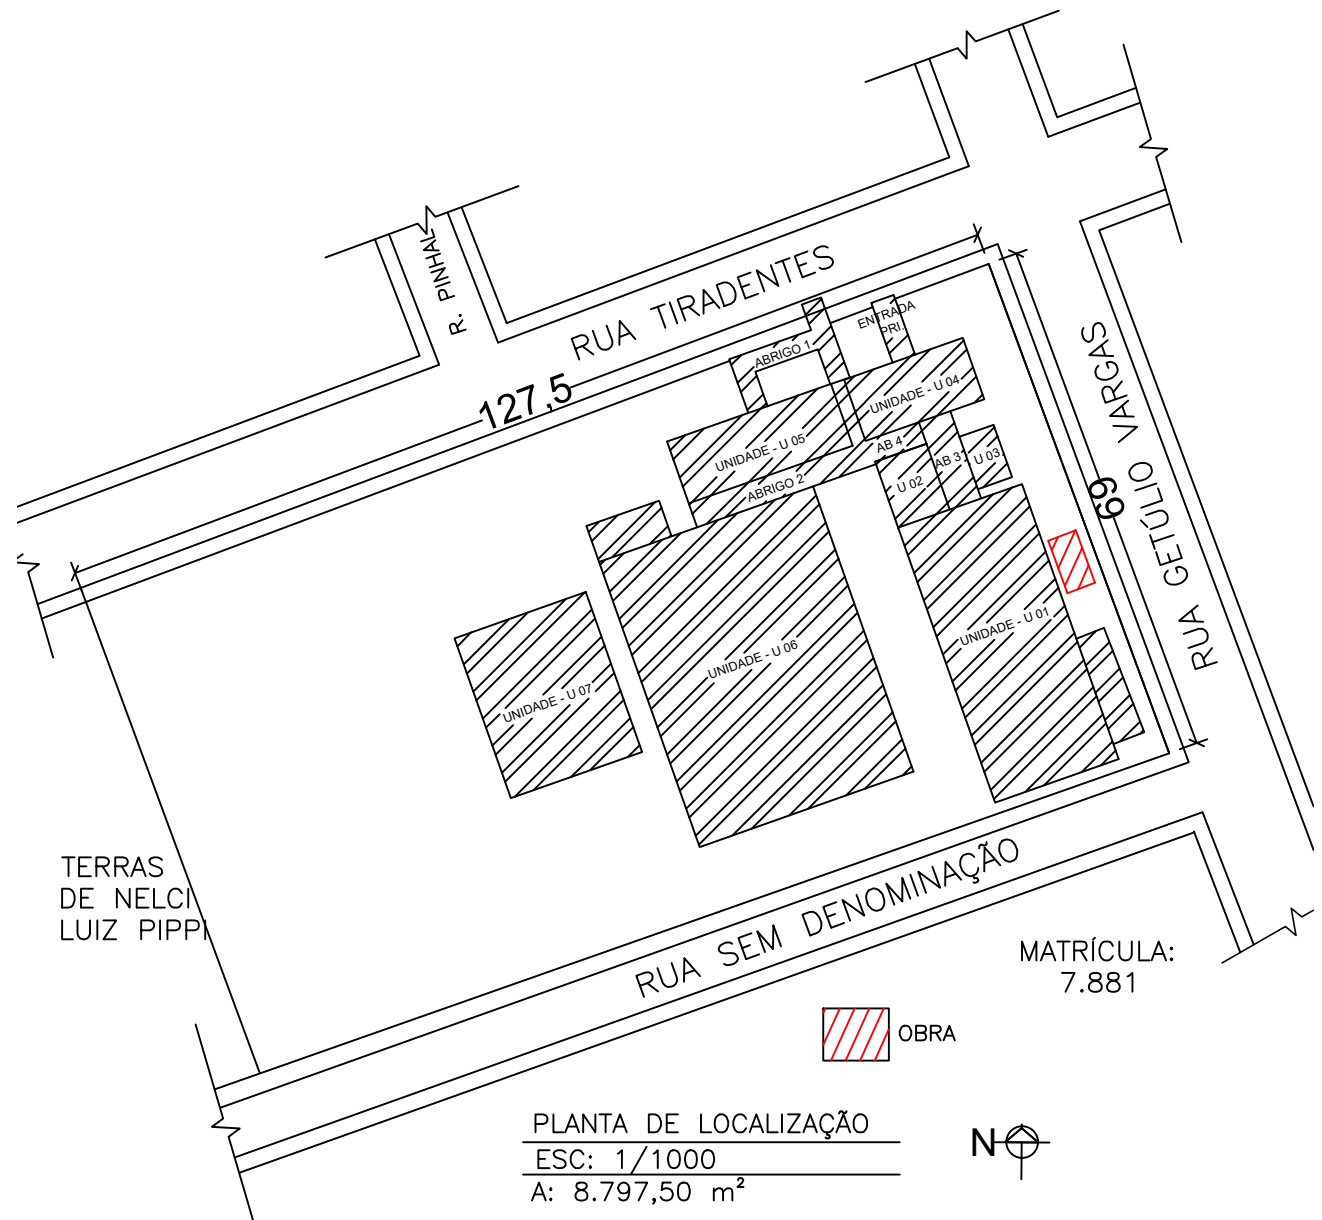 R. PINHAL
RUA TIRADENTES
127,5
ENTRADA
PRI.
ABRIGO 1
UNIDADE - U 04
UNIDADE - U 05
AB 4
AB 3
U 03
U 02
ABRIGO 2
69
RUA GETÚLIO VARGAS
UNIDADE - U 01
UNIDADE - U 06
UNIDADE - U 07
TERRAS
DE NELCI
LUIZ PIPPI
RUA SEM DENOMINAÇÃO
MATRÍCULA:
7.881
OBRA
PLANTA DE LOCALIZAÇÃO
ESC: 1/1000
A: 8.797,50 m²
N